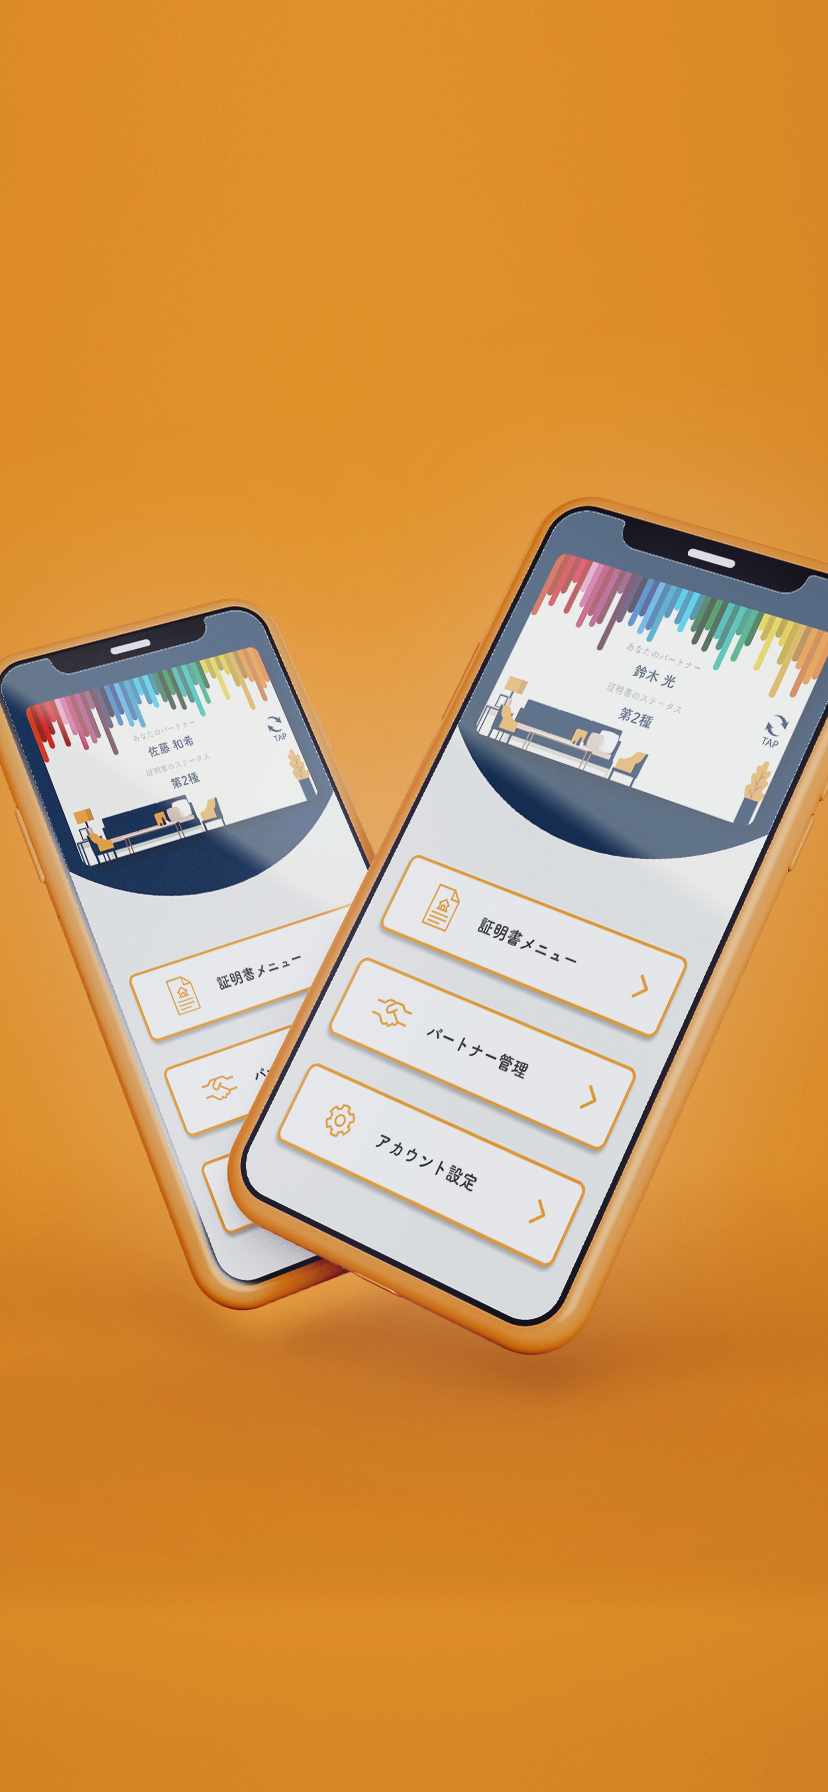 あなたのパートナー
佐藤 和希
証明書のステータス
第2種
TAP
証明書メニュー
パー
あなたのパートナー
鈴木 光
証明書のステータス
第2種
TAP
証明書メニュー
パートナー管理
アカウント設定